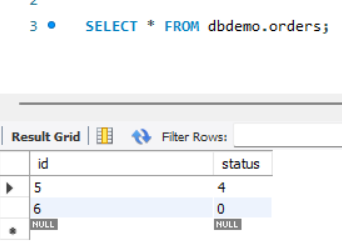 2
3 SELECT * FROM dbdemo.orders;
Result Grid Filter Rows:
id status
5 4
6 0
NULL NULL